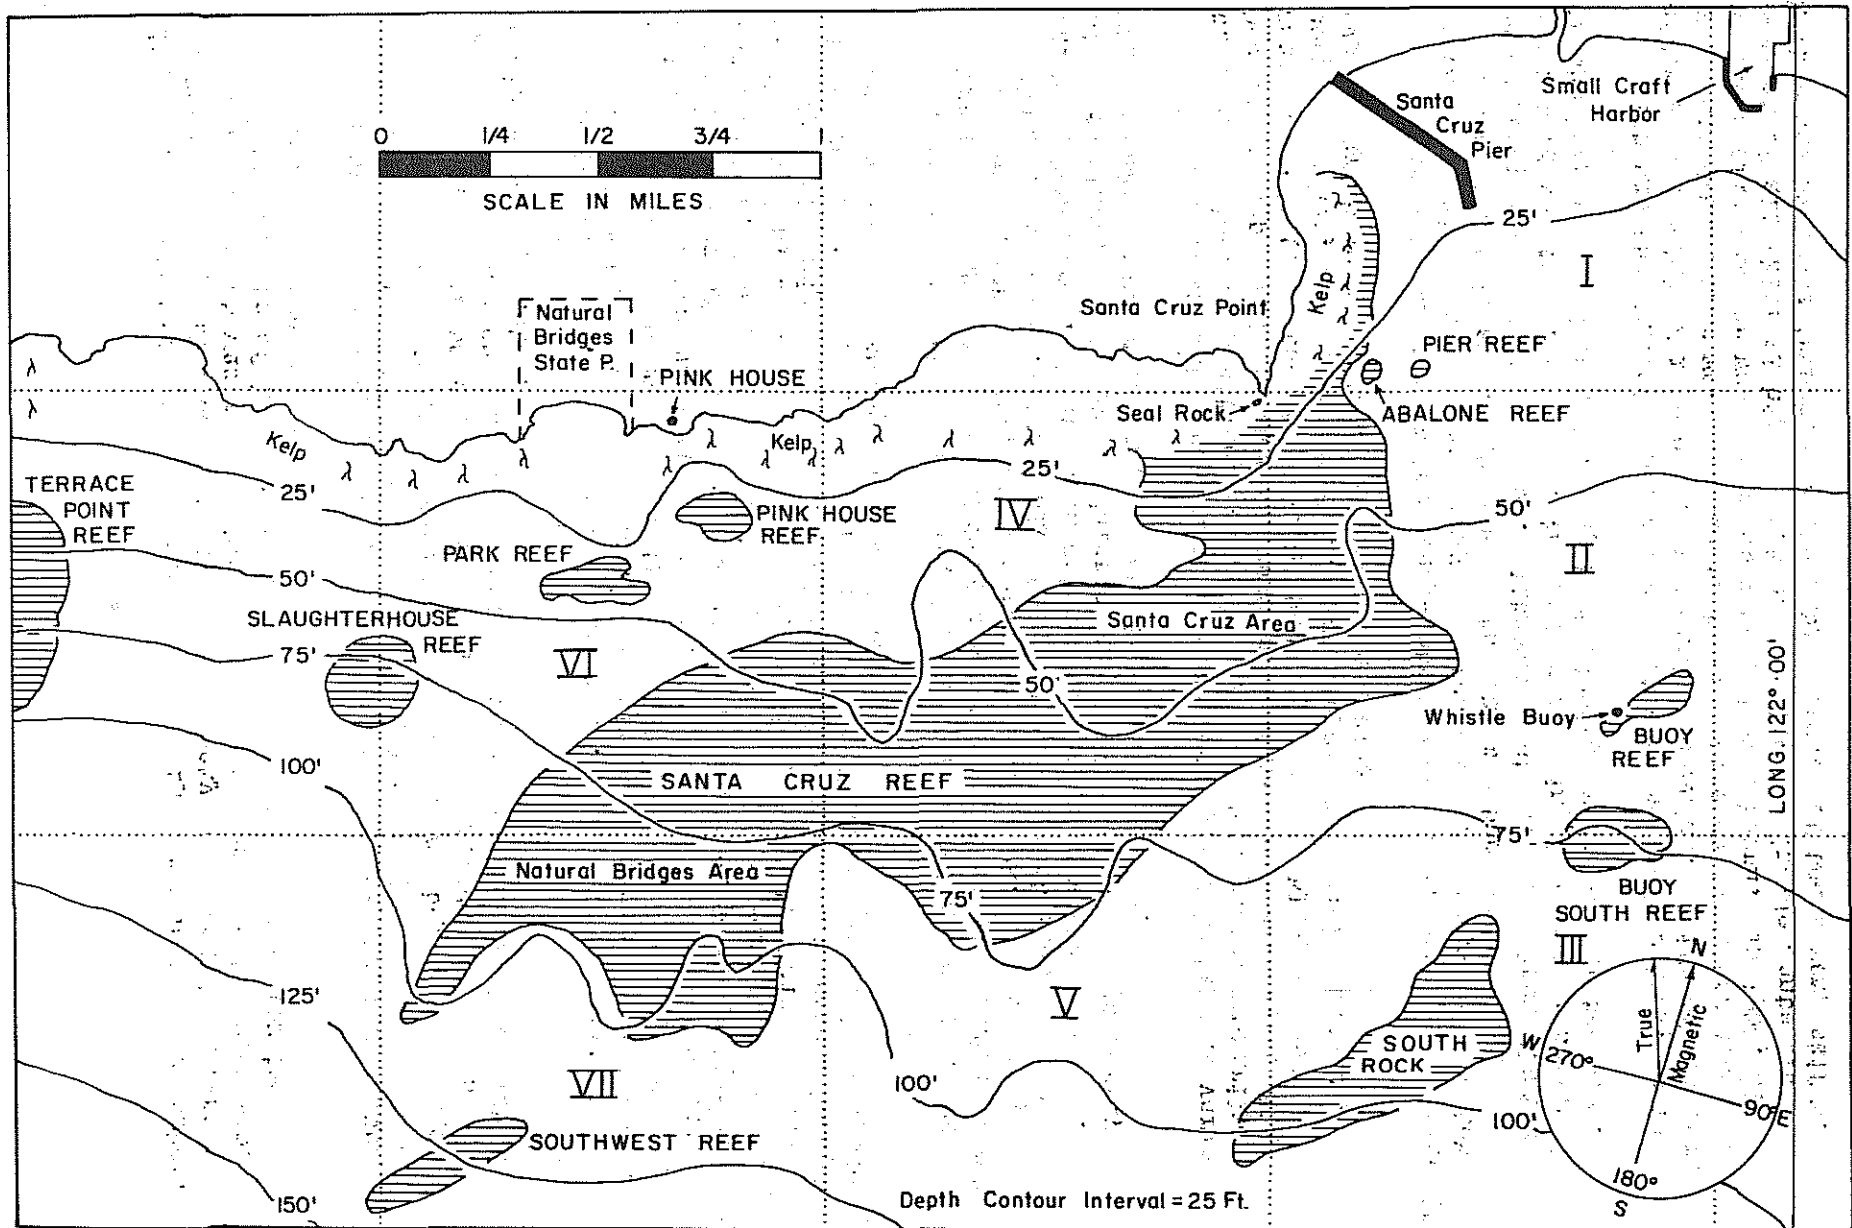 Small Craft
Harbor
Santa
Cruz
Pier
0 1/4 1/2 3/4 1
SCALE IN MILES
25'
I
Kelp
Santa Cruz Point
Natural
Bridges
State P.
PINK HOUSE
PIER REEF
Seal Rock
ABALONE REEF
Kelp
Kelp
25'
25'
TERRACE
POINT
REEF
PINK HOUSE
REEF
IV
50'
II
PARK REEF
50'
SLAUGHTERHOUSE
REEF
Santa Cruz Area
75'
VI
50'
LONG. 122° 00'
Whistle Buoy
BUOY
REEF
100'
SANTA CRUZ REEF
75'
Natural Bridges Area
75'
BUOY
SOUTH REEF
III
N
125'
V
True
Magnetic
W 270°
SOUTH
ROCK
VII
100'
90° E
100'
SOUTHWEST REEF
180°
S
150'
Depth Contour Interval = 25 Ft.